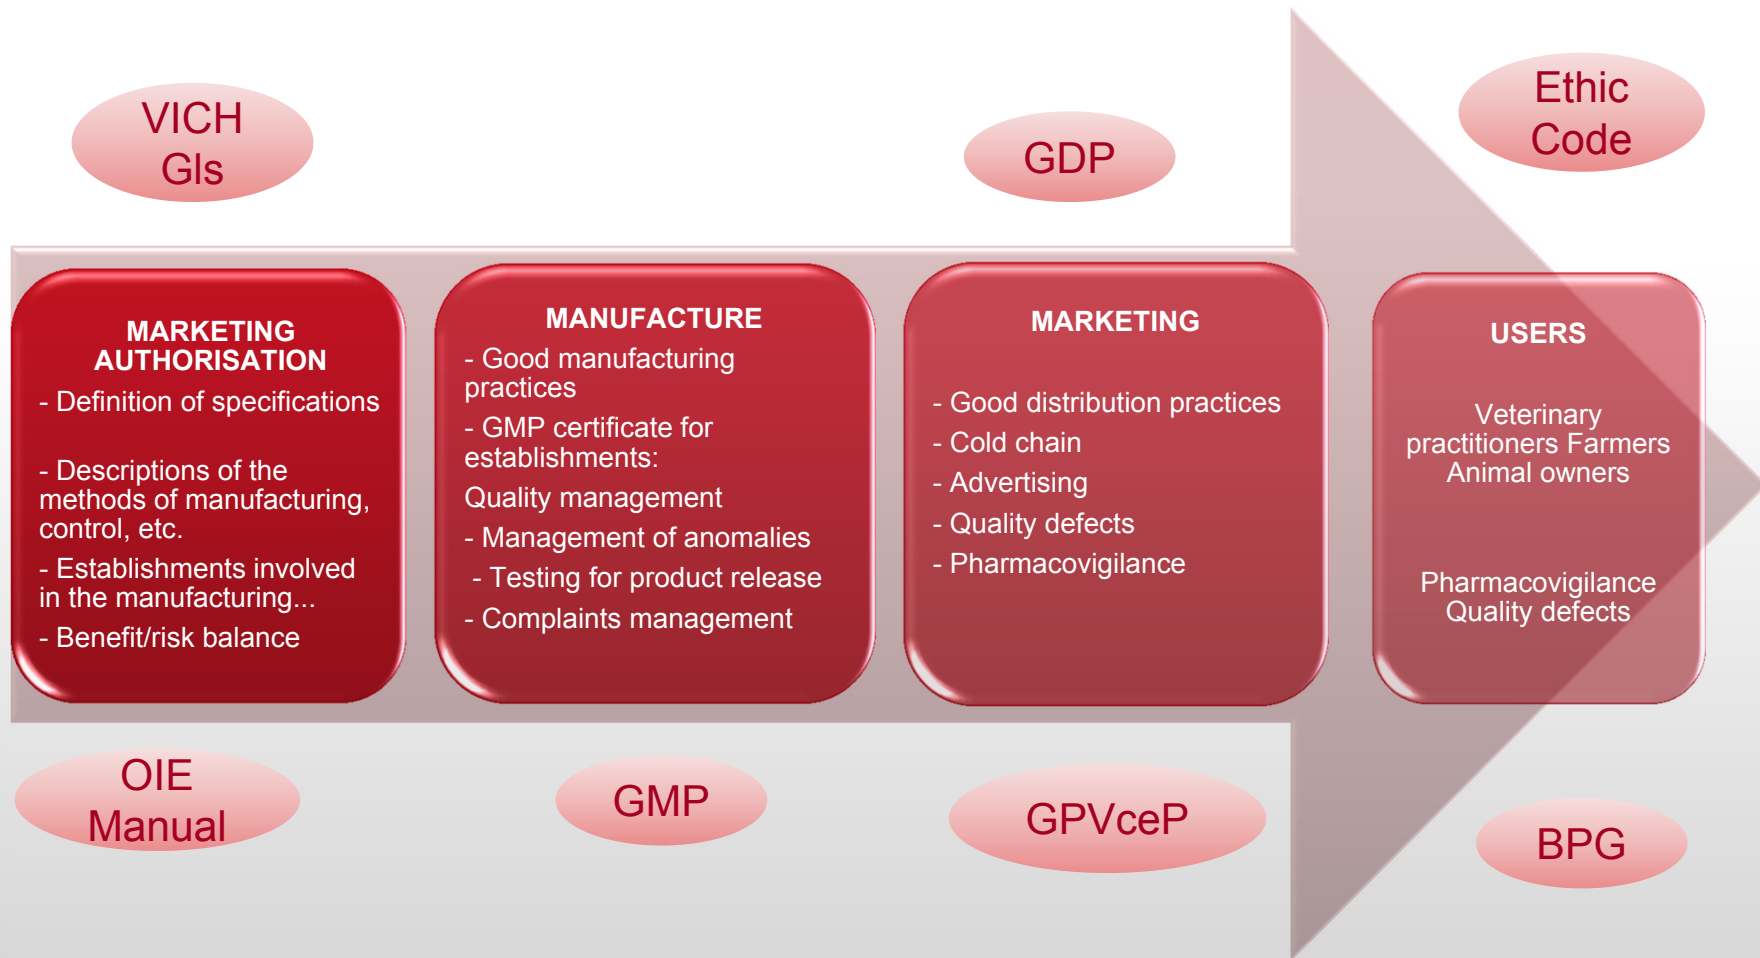 VICH
Gls
GDP
Ethic
Code
MARKETING
AUTHORISATION
- Definition of specifications
- Descriptions of the
methods of manufacturing,
control, etc.
- Establishments involved
in the manufacturing...
- Benefit/risk balance
MANUFACTURE
- Good manufacturing
practices
- GMP certificate for
establishments:
Quality management
- Management of anomalies
- Testing for product release
- Complaints management
MARKETING
- Good distribution practices
- Cold chain
- Advertising
- Quality defects
- Pharmacovigilance
USERS
Veterinary
practitioners Farmers
Animal owners
Pharmacovigilance
Quality defects
OIE
Manual
GMP
GPVceP
BPG